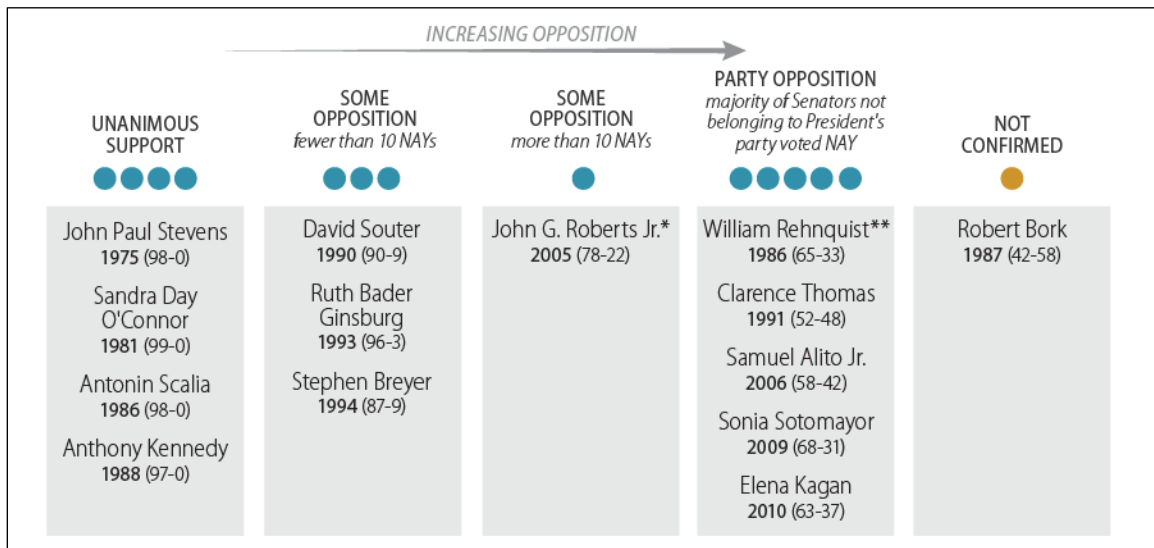 INCREASING OPPOSITION
UNANIMOUS
SUPPORT
John Paul Stevens
1975 (98-0)
Sandra Day
O'Connor
1981 (99-0)
Antonin Scalia
1986 (98-0)
Anthony Kennedy
1988 (97-0)
SOME
OPPOSITION
fewer than 10 NAYs
David Souter
1990 (90-9)
Ruth Bader
Ginsburg
1993 (96-3)
Stephen Breyer
1994 (87-9)
SOME
OPPOSITION
more than 10 NAYs
John G. Roberts Jr.*
2005 (78-22)
PARTY OPPOSITION
majority of Senators not
belonging to President's
party voted NAY
William Rehnquist**
1986 (65-33)
Clarence Thomas
1991 (52-48)
Samuel Alito Jr.
2006 (58-42)
Sonia Sotomayor
2009 (68-31)
Elena Kagan
2010 (63-37)
NOT
CONFIRMED
Robert Bork
1987 (42-58)